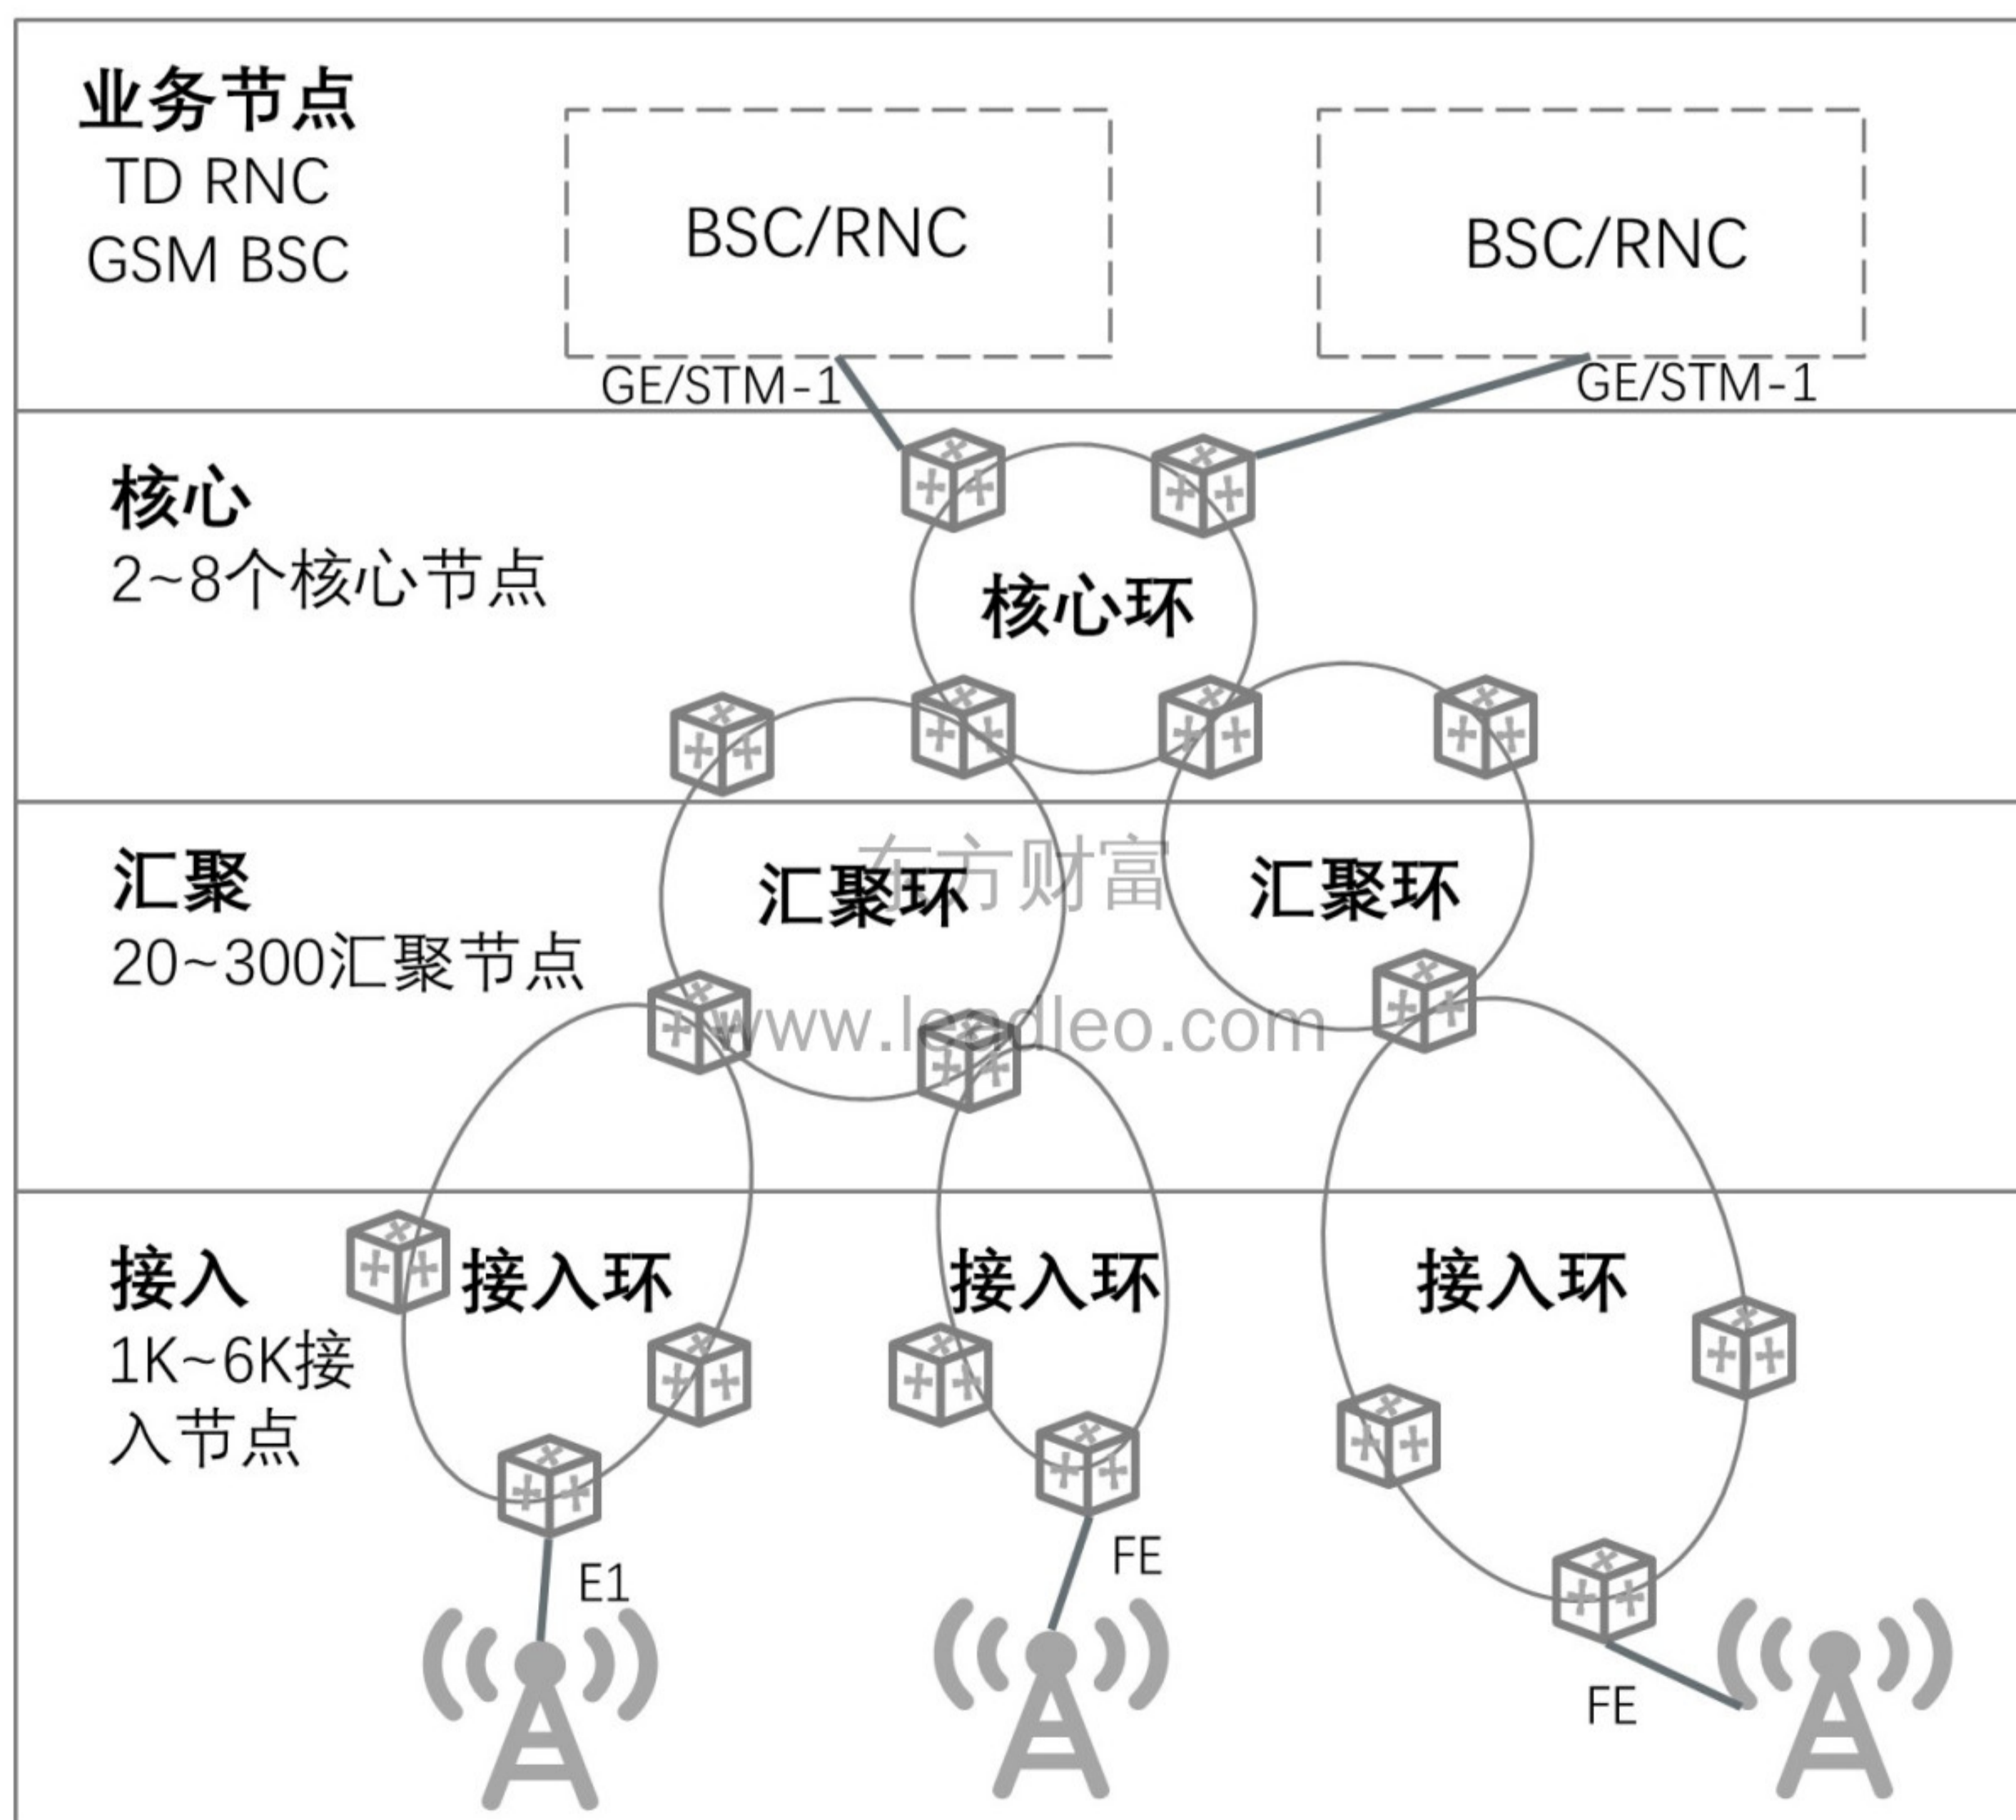 业务节点
TD RNC
GSM BSC
BSC/RNC
BSC/RNC
GE/STM-1
GE/STM-1
核心
2~8个核心节点
核心环
汇聚
20~300汇聚节点
汇聚环
汇聚环
东方财富
www.leadleo.com
接入
1K~6K接
入节点
接入环
接入环
接入环
E1
FE
FE